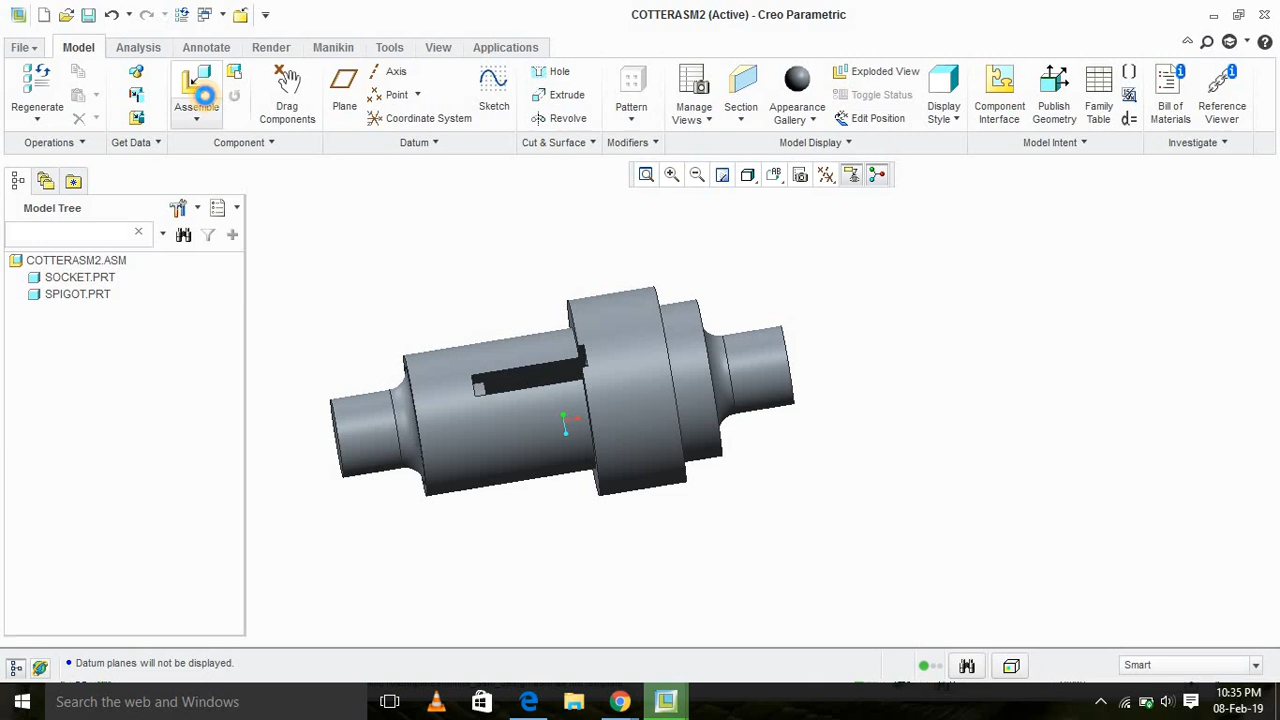 COTTERASM2 (Active) - Creo Parametric
File Model Analysis Annotate Render Manikin Tools View Applications
Regenerate
Assemble
Drag Components
Plane
Axis
Point
Coordinate System
Sketch
Hole
Extrude
Revolve
Pattern
Manage Views
Section
Appearance Gallery
Exploded View
Toggle Status
Edit Position
Display Style
Component Interface
Publish Geometry
Family Table
d=
Bill of Materials
Reference Viewer
Operations Get Data Component Datum Cut & Surface Modifiers Model Display Model Intent Investigate
Model Tree
COTTERASM2.ASM
SOCKET.PRT
SPIGOT.PRT
Datum planes will not be displayed.
Smart
Search the web and Windows
10:35 PM
08-Feb-19